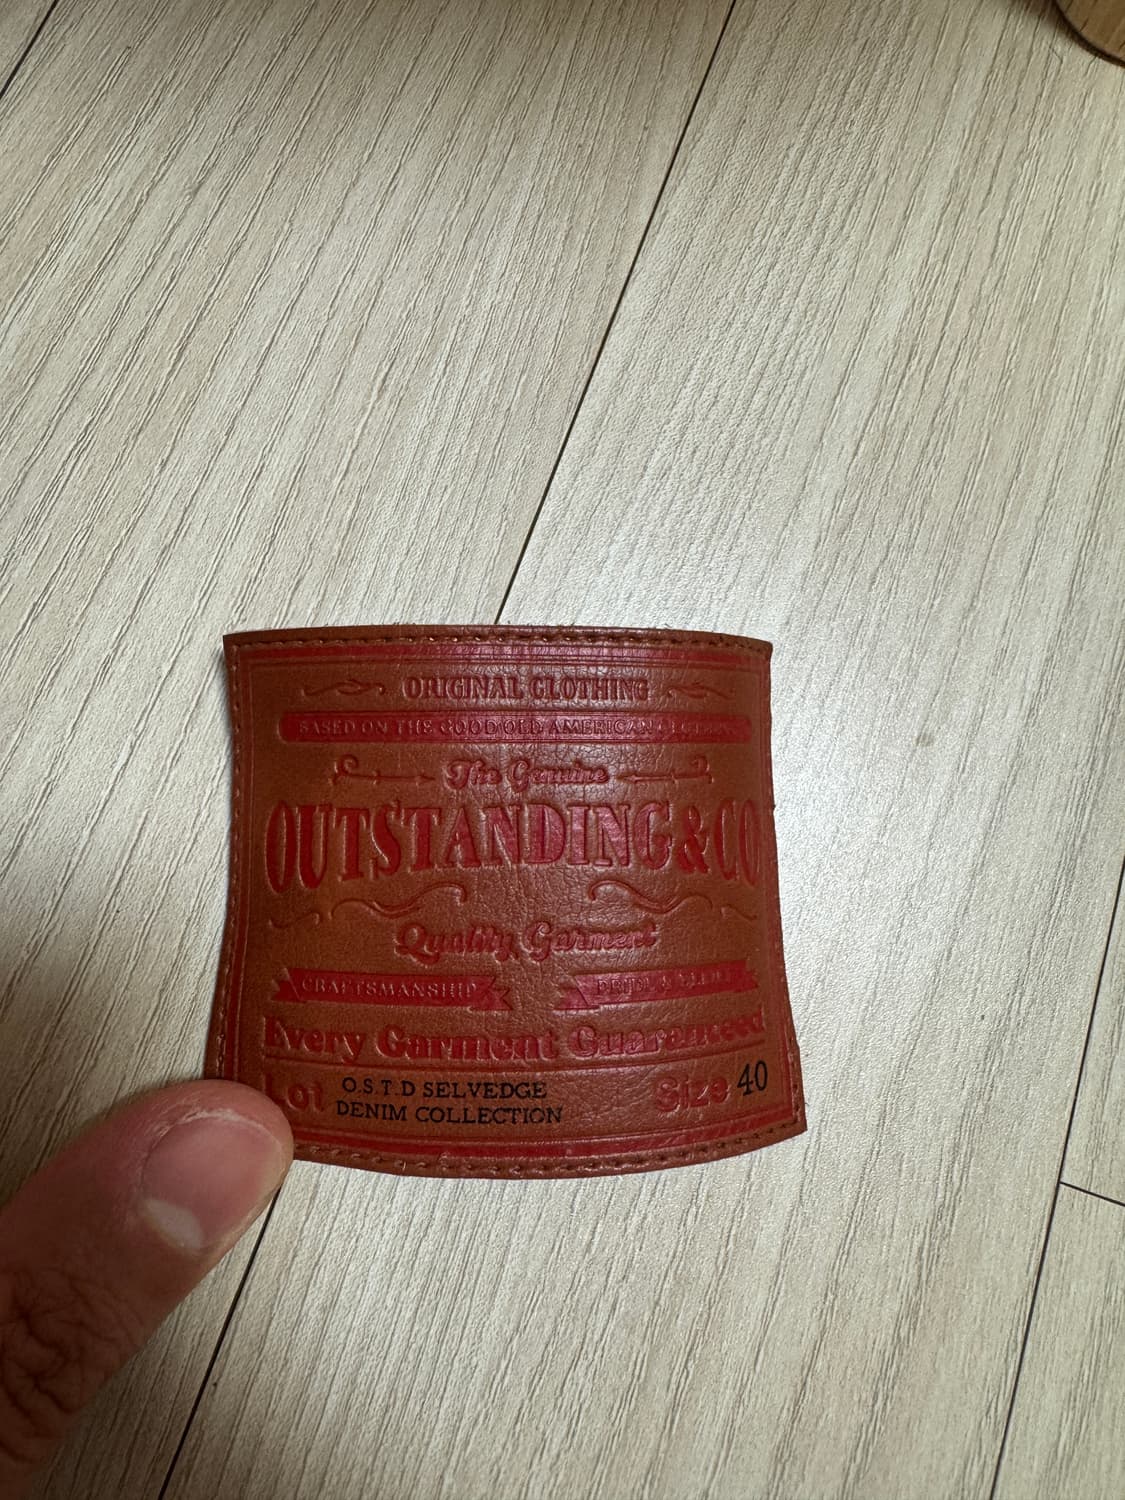 ORIGINAL CLOTHING
BASED ON THE GOOD OLD AMERICAN
The Genuine
OUTSTANDING&CO
Quality Garment
CRAFTSMANSHIP
Every Garment Guaranteed
Lot O.S.T.D SELVEDGE
DENIM COLLECTION
Size 40